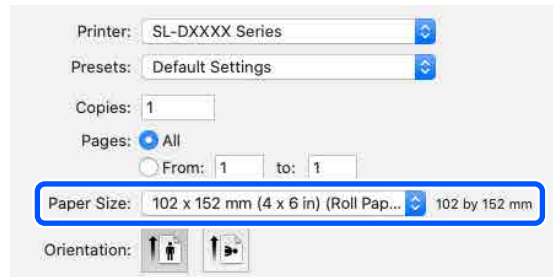 Printer: SL-DXXXX Series
Presets: Default Settings
Copies: 1
Pages: All
From: 1 to: 1
Paper Size: 102 x 152 mm (4 x 6 in) (Roll Pap... 102 by 152 mm
Orientation: